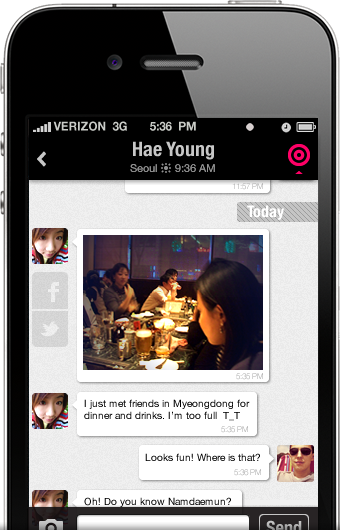 VERIZON 3G 5:36 PM
Hae Young
Seoul 9:36 AM
11:57 PM
Today
5:35 PM
I just met friends in Myeongdong for
dinner and drinks. I'm too full T_T
5:35 PM
Looks fun! Where is that?
5:36 PM
Oh! Do you know Namdaemun?
Send